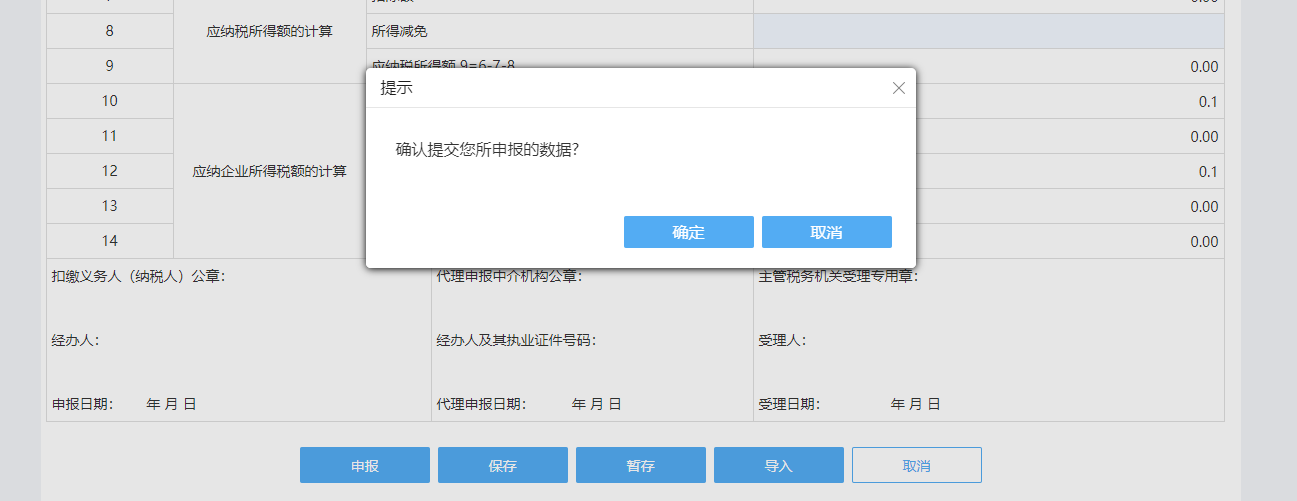 0.00
8 应纳税所得额的计算 所得减免
9 应纳税所得额 9=6-7-8 0.00
提示
10 0.1
11 0.00
确认提交您所申报的数据?
12 应纳企业所得税额的计算 0.1
13 0.00
确定 取消
14 0.00
扣缴义务人（纳税人）公章： 代理申报中介机构公章： 主管税务机关受理专用章：
经办人： 经办人及其执业证件号码： 受理人：
申报日期： 年 月 日 代理申报日期： 年 月 日 受理日期： 年 月 日
申报 保存 暂存 导入 取消